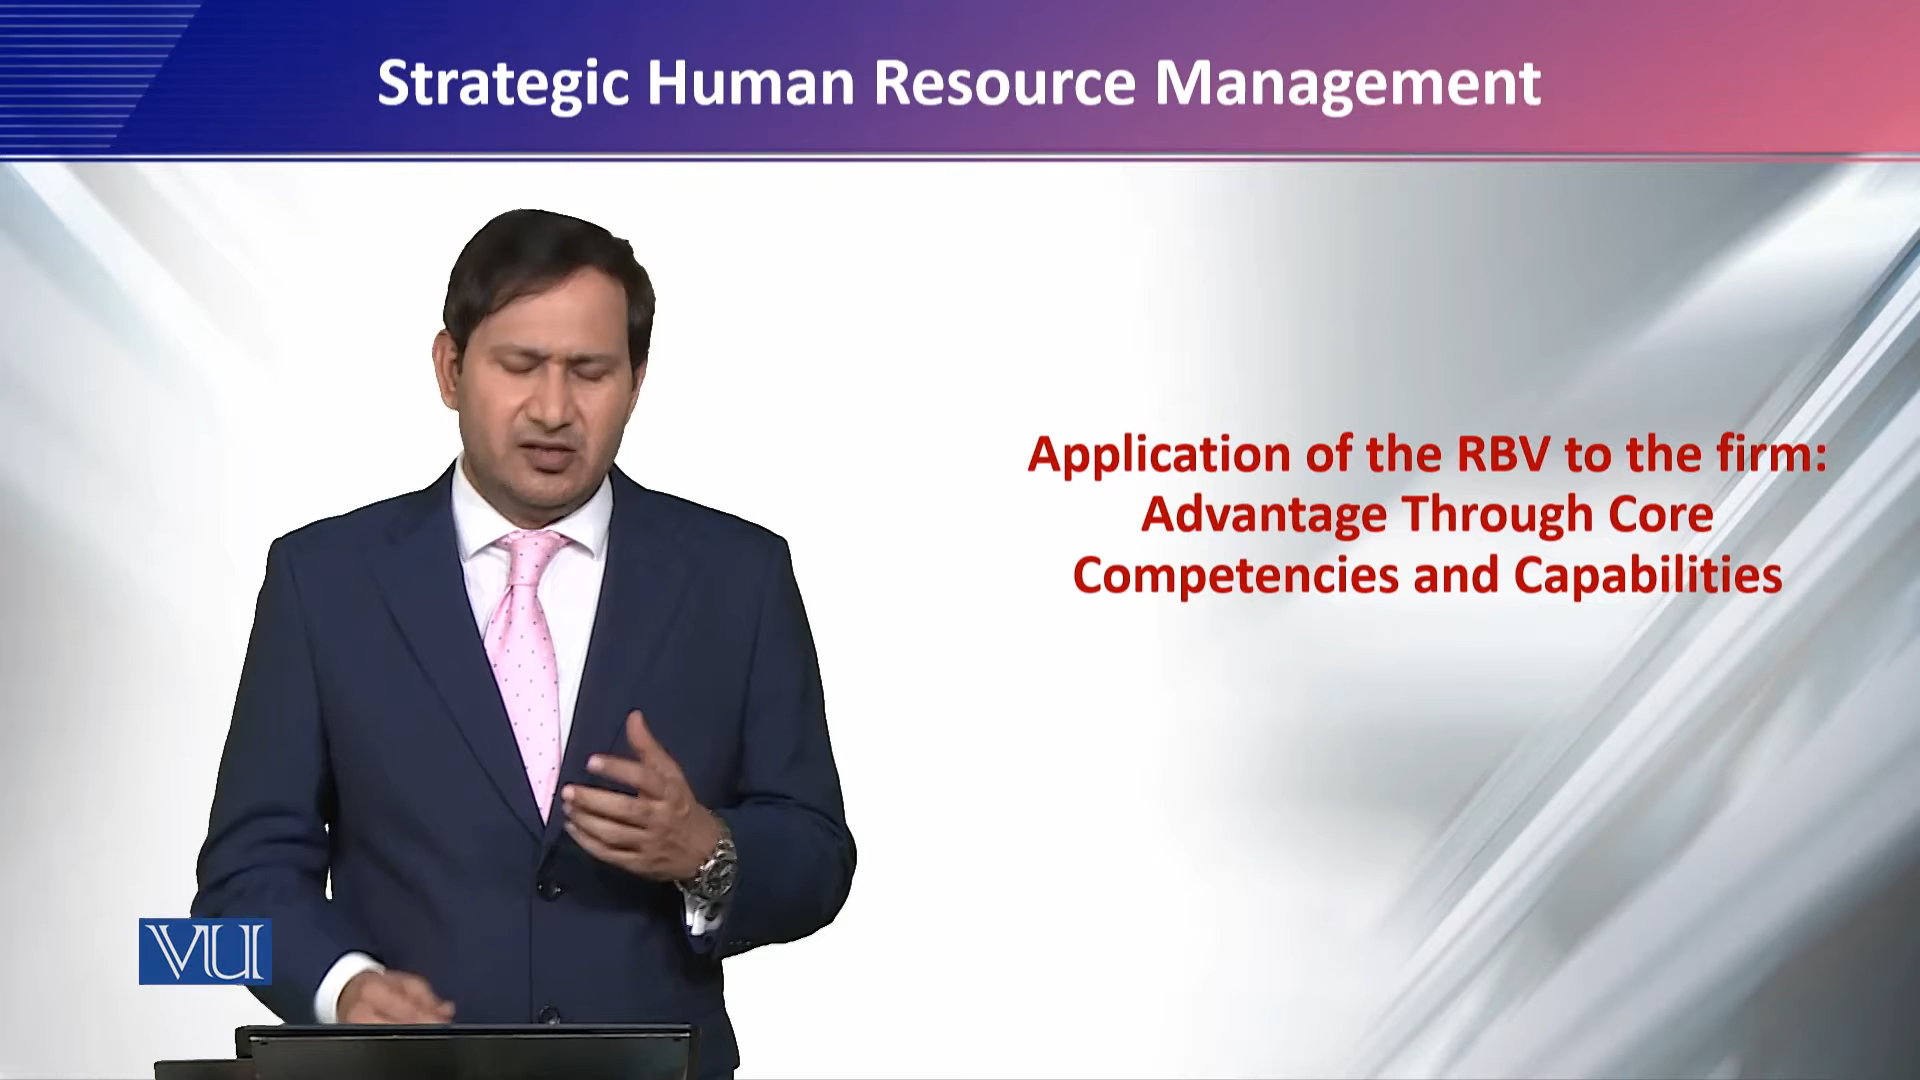 Strategic Human Resource Management
Application of the RBV to the firm:
Advantage Through Core
Competencies and Capabilities
VU